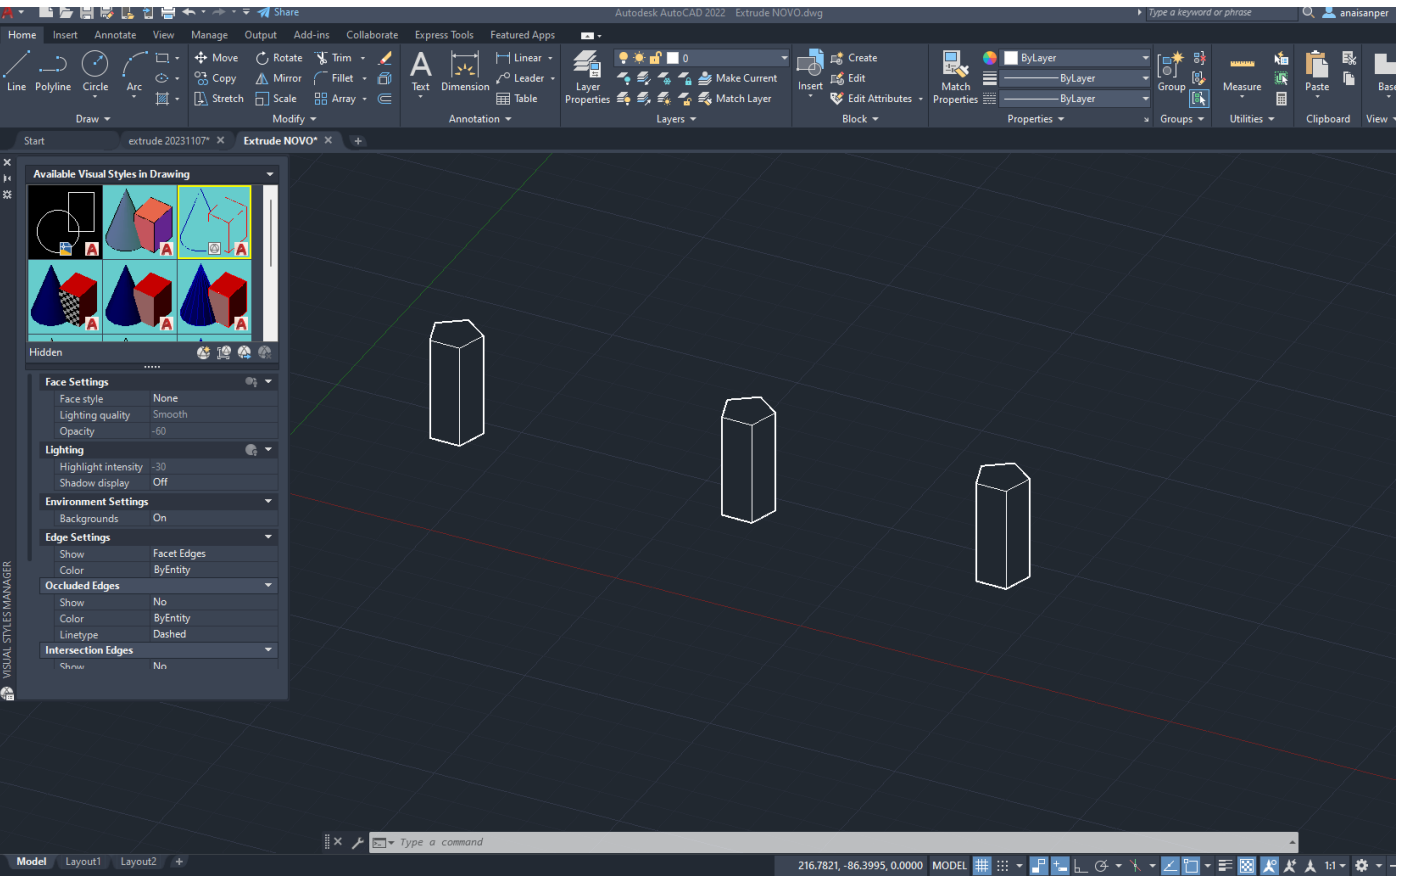 Share
Autodesk AutoCAD 2022 Extrude NOVO.dwg
Type a keyword or phrase
anaisanper
Home Insert Annotate View Manage Output Add-ins Collaborate Express Tools Featured Apps
Line Polyline Circle Arc
Draw
Move Rotate Trim
Copy Mirror Fillet
Stretch Scale Array
Modify
Text Dimension
Linear
Leader
Table
Annotation
Layer Properties
0
Make Current
Match Layer
Layers
Insert
Create
Edit
Edit Attributes
Block
Match Properties
ByLayer
ByLayer
ByLayer
Properties
Group
Groups
Measure
Utilities
Paste
Clipboard
Base
View
Start extrude 20231107* Extrude NOVO*
Available Visual Styles in Drawing
Hidden
Face Settings
Face style None
Lighting quality Smooth
Opacity -60
Lighting
Highlight intensity -30
Shadow display Off
Environment Settings
Backgrounds On
Edge Settings
Show Facet Edges
Color ByEntity
Occluded Edges
Show No
Color ByEntity
Linetype Dashed
Intersection Edges
Show No
VISUAL STYLES MANAGER
Type a command
Model Layout1 Layout2 +
216.7821, -86.3995, 0.0000 MODEL 1:1